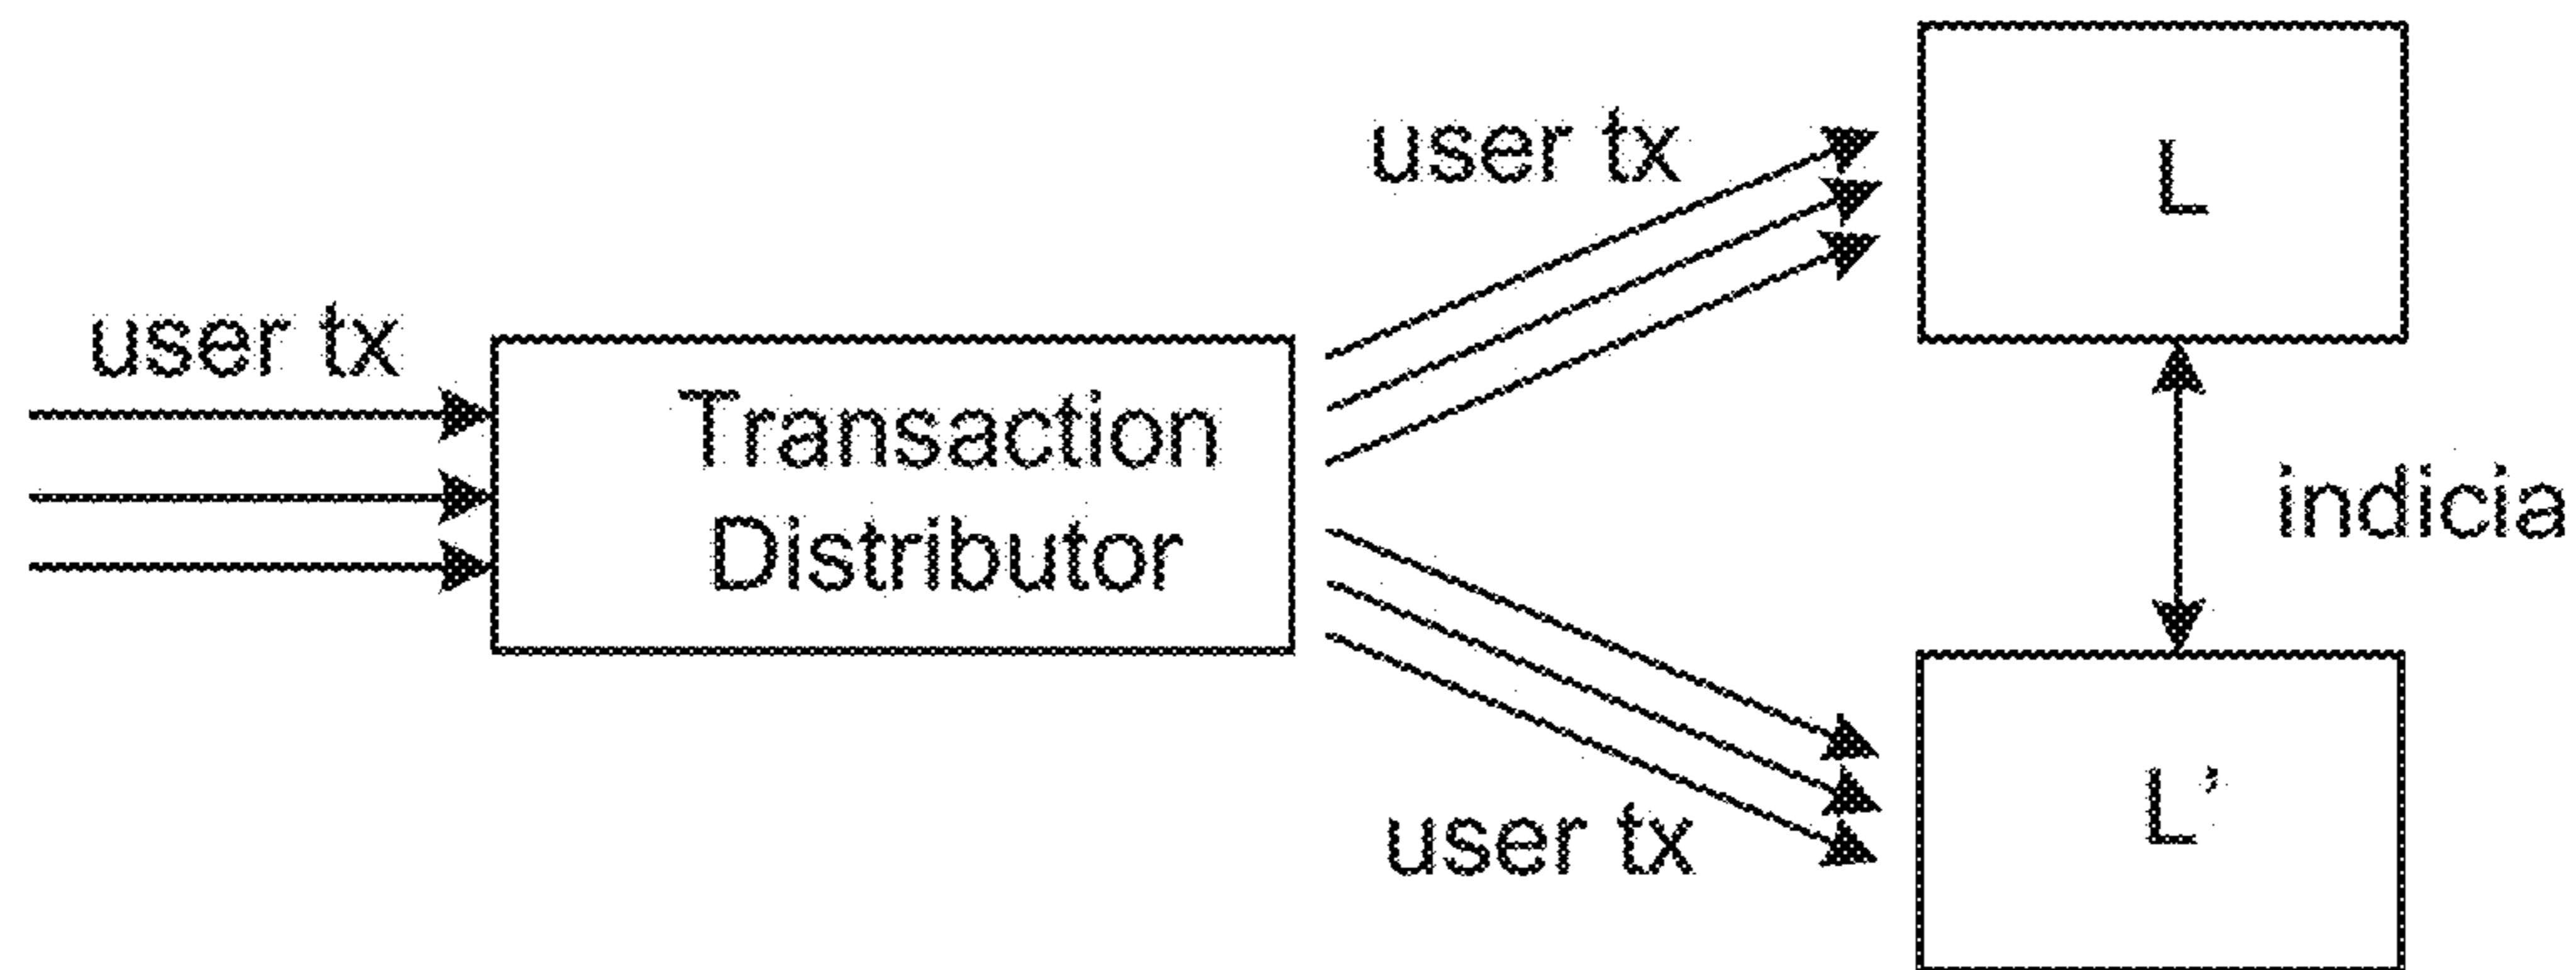 user tx
Transaction
Distributor
user tx
user tx
L
indicia
L’